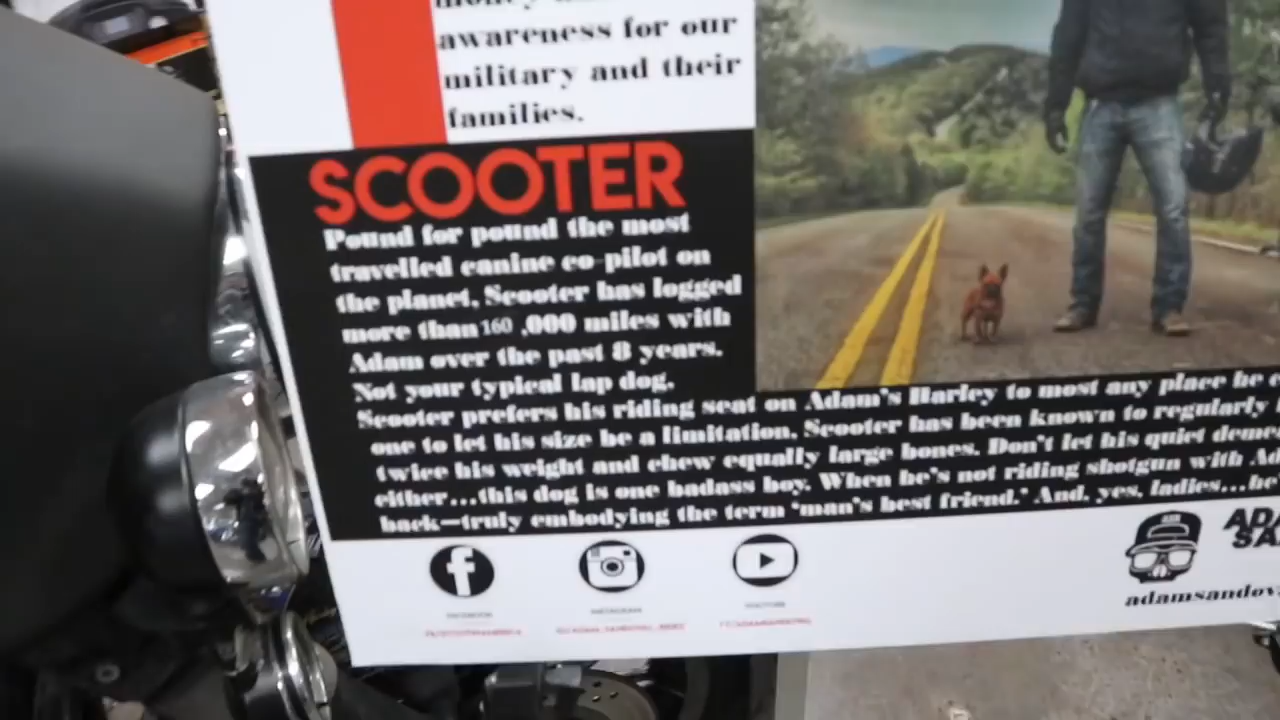 awareness for our
military and their
families.
SCOOTER
Pound for pound the most
travelled canine co-pilot on
the planet, Scooter has logged
more than 160 ,000 miles with
Adam over the past 8 years.
Not your typical lap dog,
Scooter prefers his riding seat on Adam's Harley to most any place he
one to let his size be a limitation, Scooter has been known to regularly
twice his weight and chew equally large bones. Don't let his quiet
either...this dog is one badass boy. When he's not riding shotgun with
back—truly embodying the term "man's best friend." And, yes, ladies...he'
FACEBOOK
INSTAGRAM
YOUTUBE